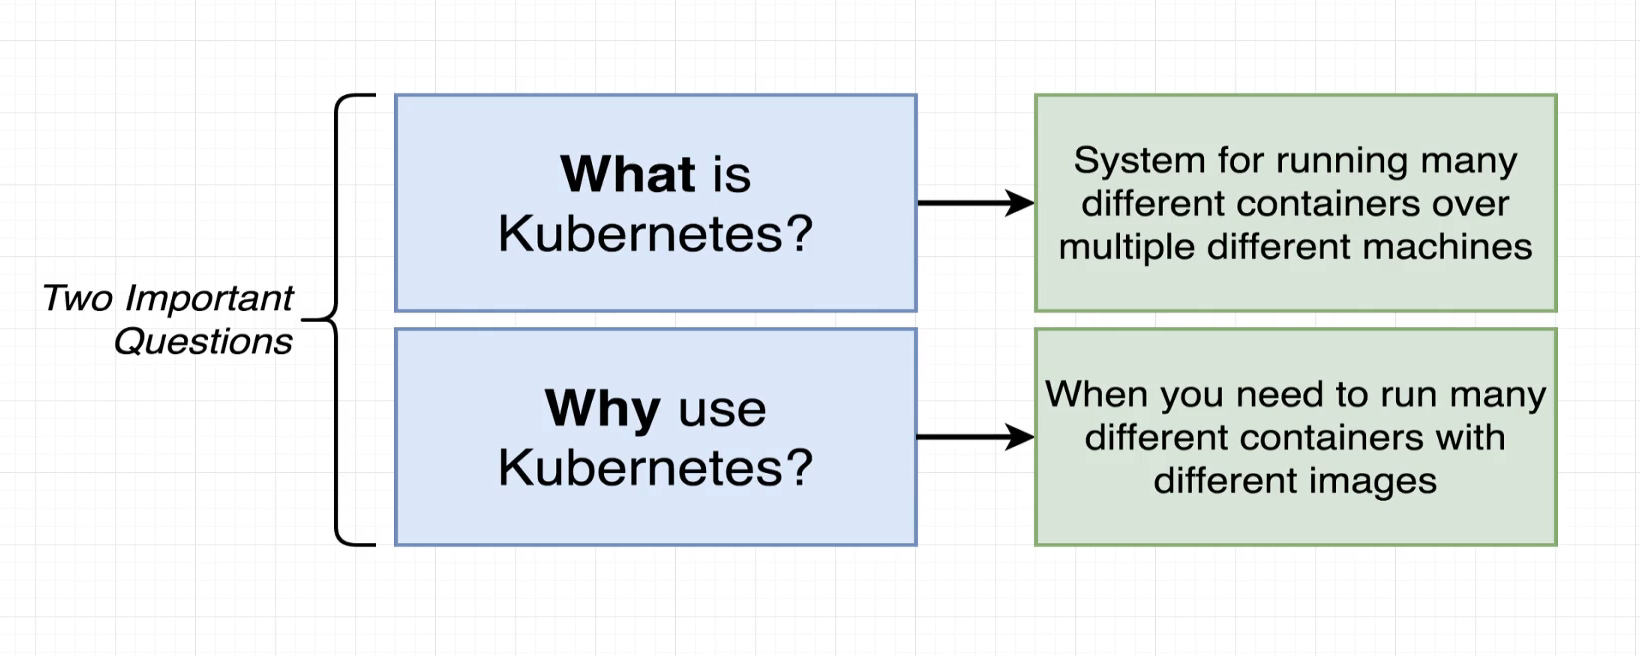 Two Important
Questions
What is
Kubernetes?
System for running many
different containers over
multiple different machines
Why use
Kubernetes?
When you need to run many
different containers with
different images